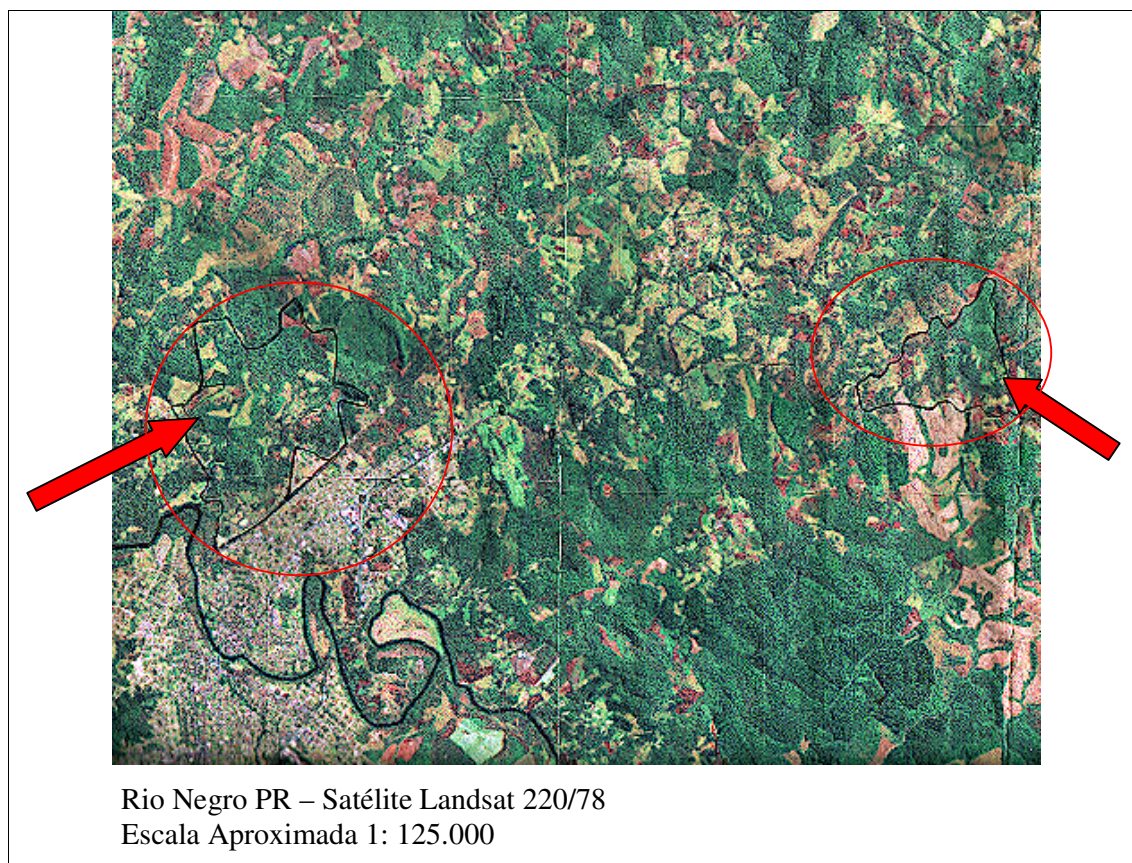 Rio Negro PR – Satélite Landsat 220/78
Escala Aproximada 1: 125.000